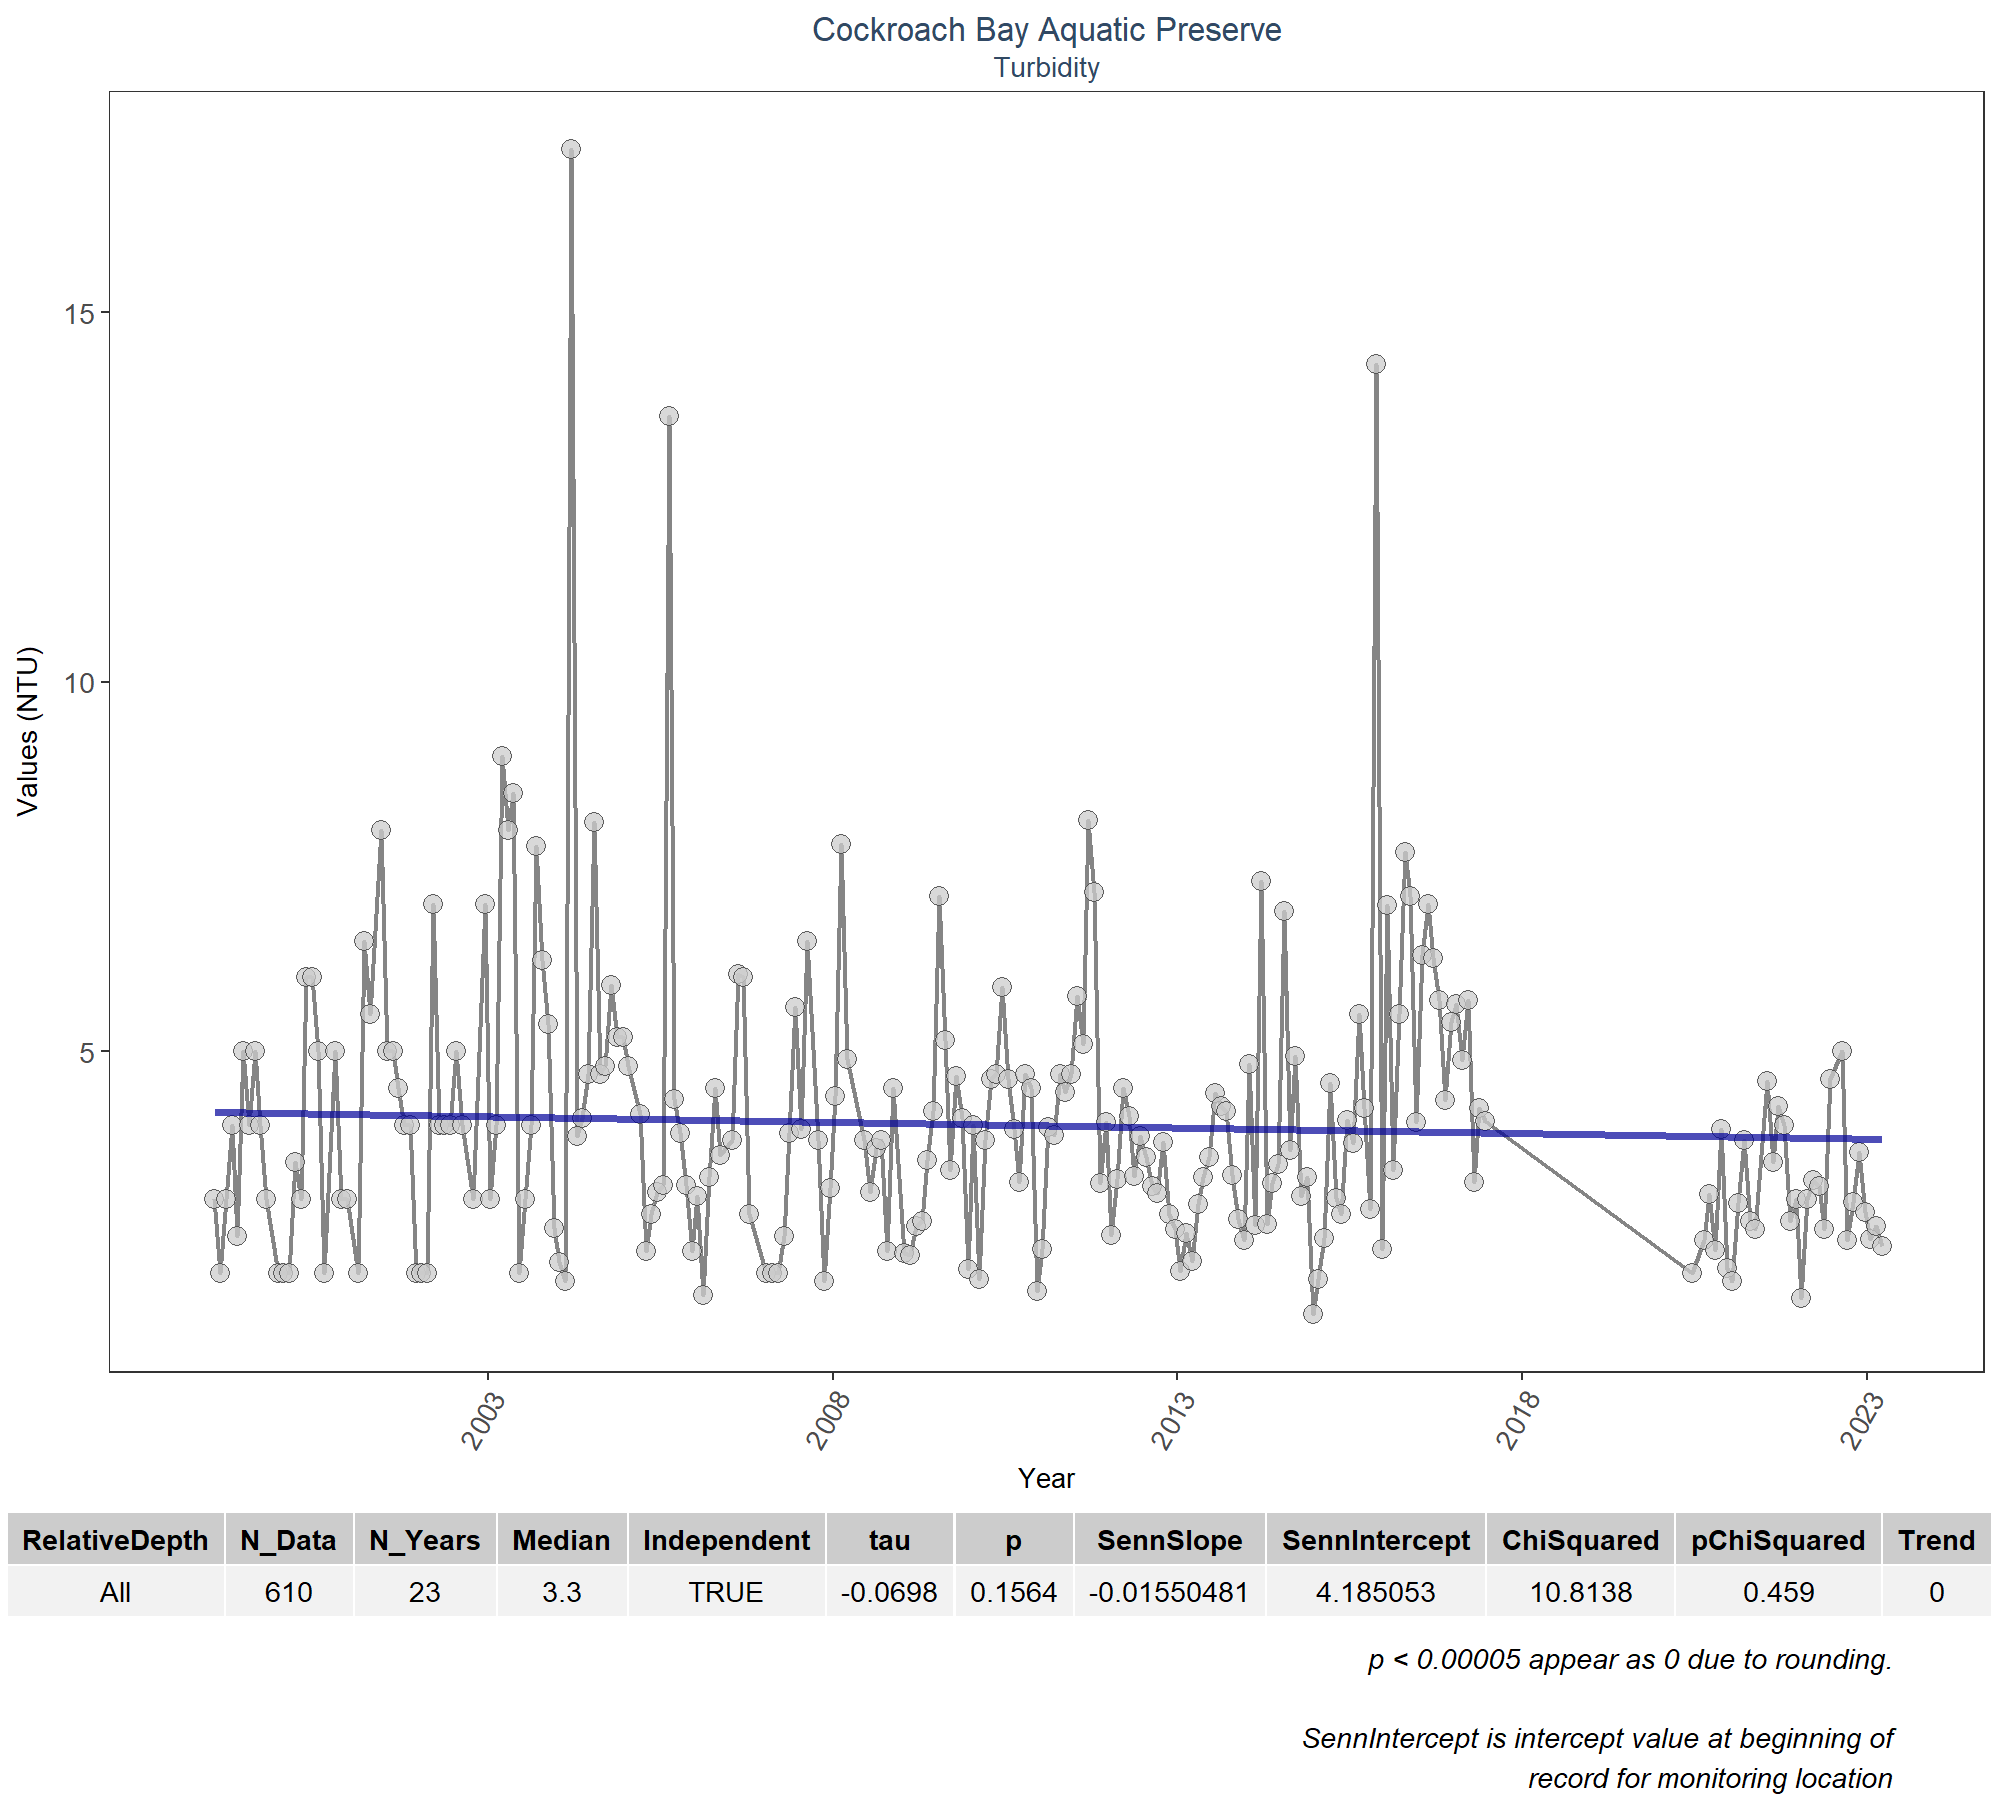 Cockroach Bay Aquatic Preserve
Turbidity
Values (NTU)
15
10
5
2003 2008 2013 2018 2023
Year
RelativeDepth N_Data N_Years Median Independent tau p SennSlope SennIntercept ChiSquared pChiSquared Trend
All 610 23 3.3 TRUE -0.0698 0.1564 -0.01550481 4.185053 10.8138 0.459 0
p < 0.00005 appear as 0 due to rounding.
SennIntercept is intercept value at beginning of
record for monitoring location